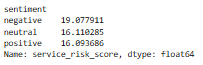 sentiment
negative    19.077911
neutral     16.110285
positive    16.093686
Name: service_risk_score, dtype: float64